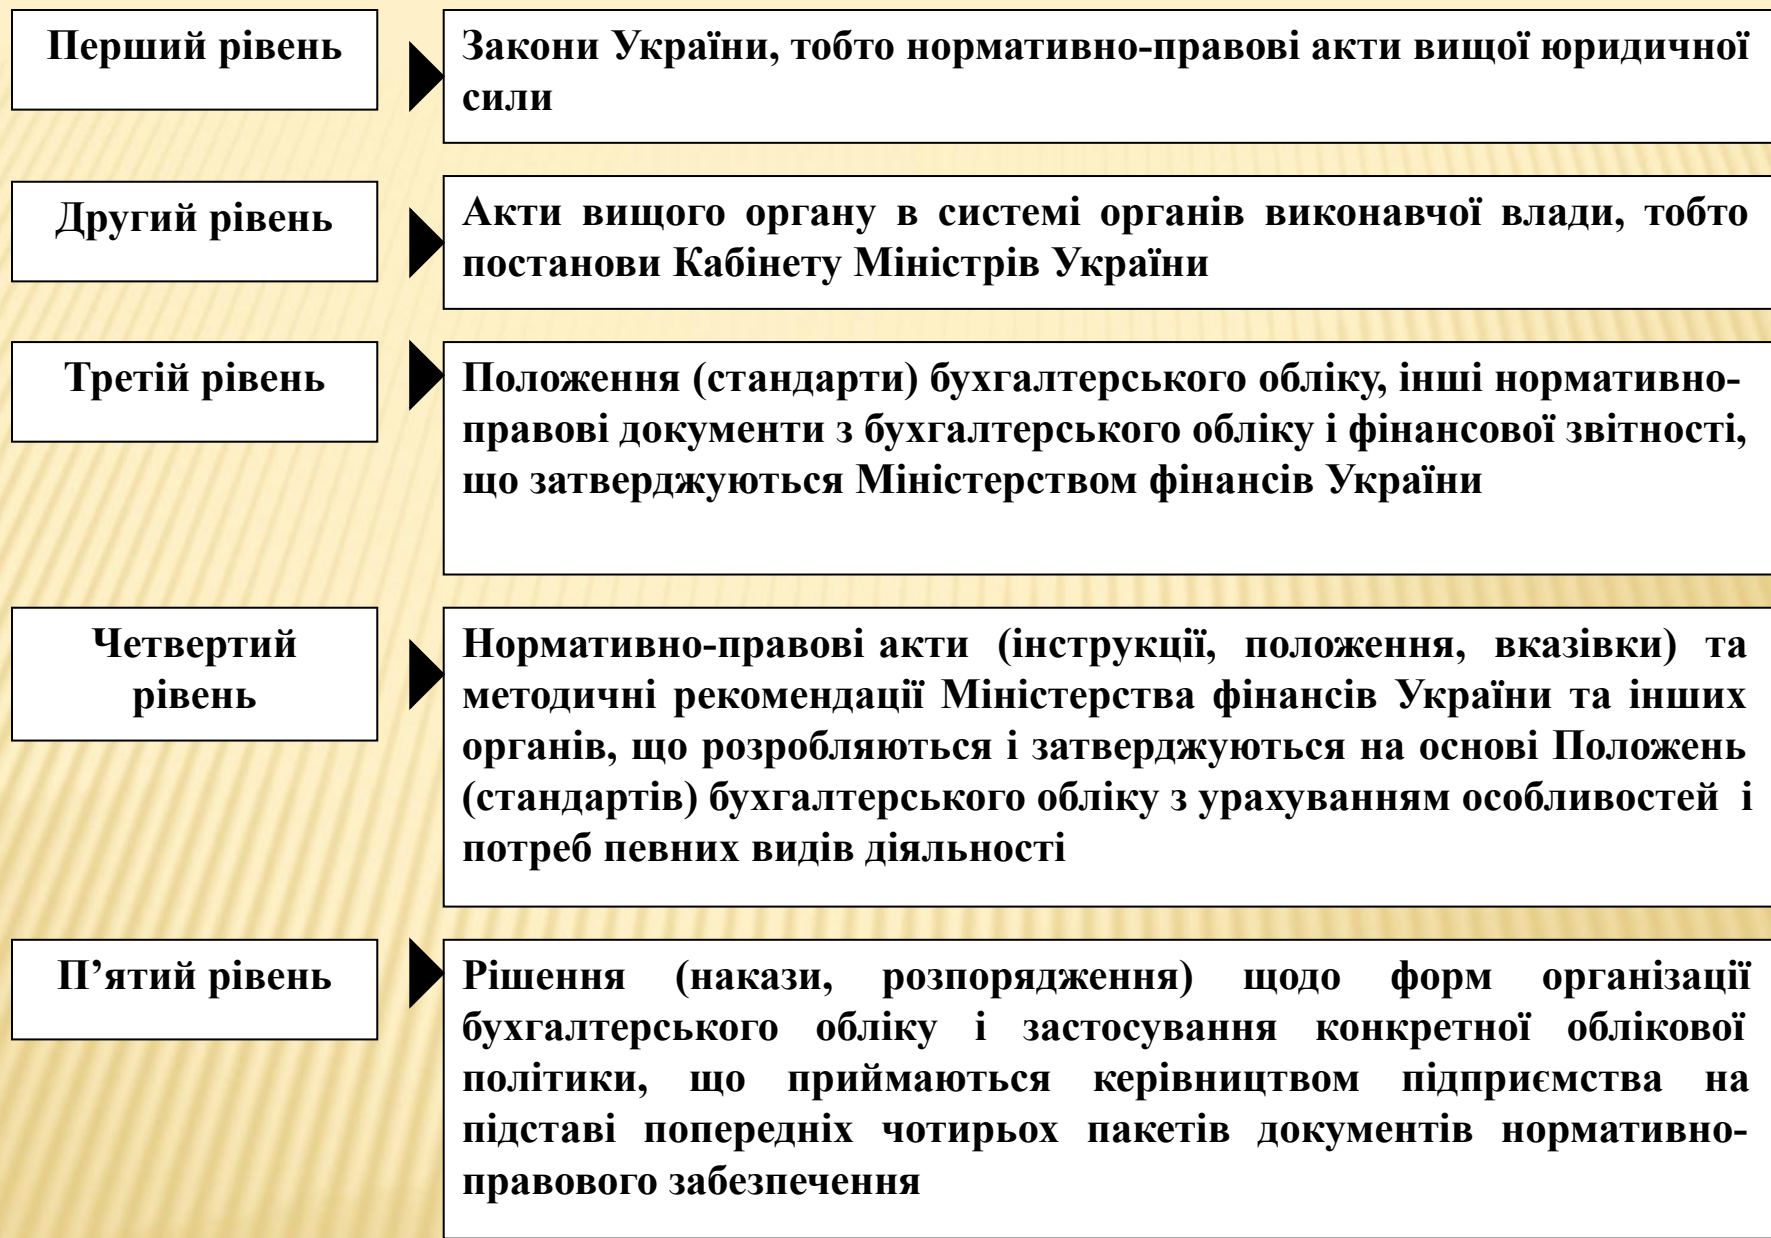 Перший рівень
Закони України, тобто нормативно-правові акти вищої юридичної
сили
Другий рівень
Акти вищого органу в системі органів виконавчої влади, тобто
постанови Кабінету Міністрів України
Третій рівень
Положення (стандарти) бухгалтерського обліку, інші нормативно-
правові документи з бухгалтерського обліку і фінансової звітності,
що затверджуються Міністерством фінансів України
Четвертий
рівень
Нормативно-правові акти (інструкції, положення, вказівки) та
методичні рекомендації Міністерства фінансів України та інших
органів, що розробляються і затверджуються на основі Положень
(стандартів) бухгалтерського обліку з урахуванням особливостей і
потреб певних видів діяльності
П’ятий рівень
Рішення (накази, розпорядження) щодо форм організації
бухгалтерського обліку і застосування конкретної облікової
політики, що приймаються керівництвом підприємства на
підставі попередніх чотирьох пакетів документів нормативно-
правового забезпечення